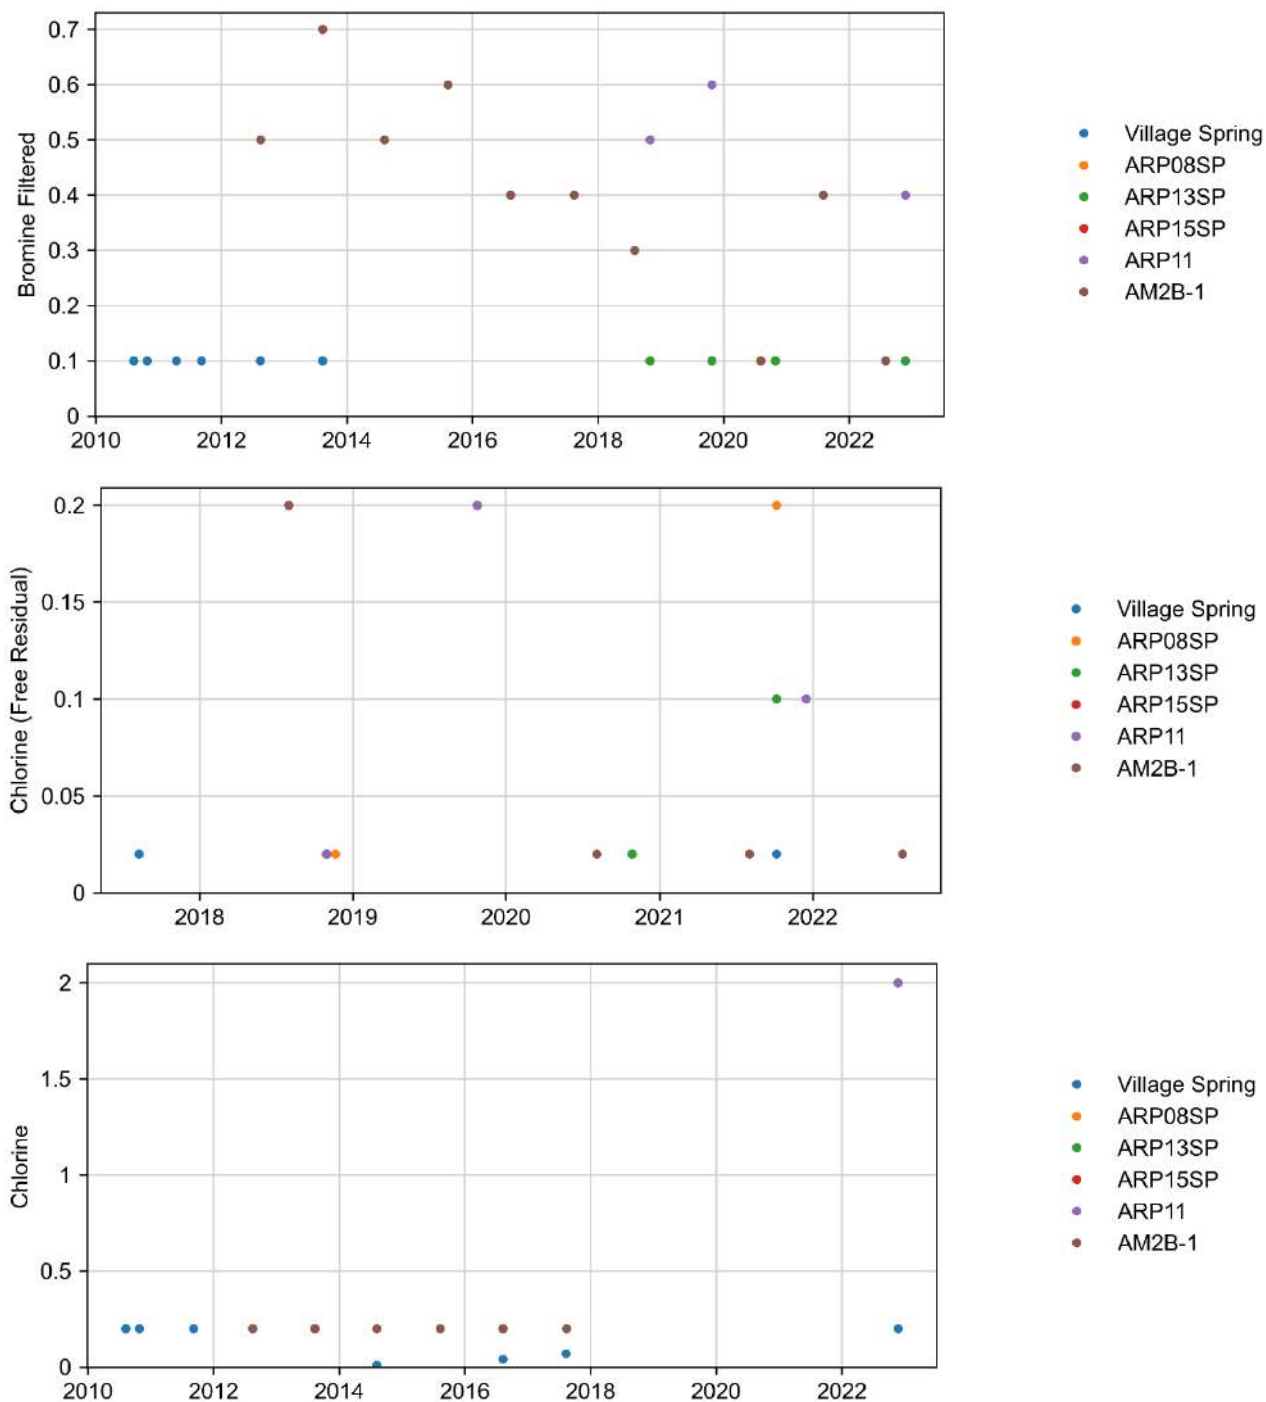 0.7
0.6
0.5
0.4
0.3
0.2
0.1
0
Bromine Filtered
2010 2012 2014 2016 2018 2020 2022
Village Spring
ARP08SP
ARP13SP
ARP15SP
ARP11
AM2B-1
0.2
0.15
0.1
0.05
0
Chlorine (Free Residual)
2018 2019 2020 2021 2022
Village Spring
ARP08SP
ARP13SP
ARP15SP
ARP11
AM2B-1
2
1.5
1
0.5
0
Chlorine
2010 2012 2014 2016 2018 2020 2022
Village Spring
ARP08SP
ARP13SP
ARP15SP
ARP11
AM2B-1